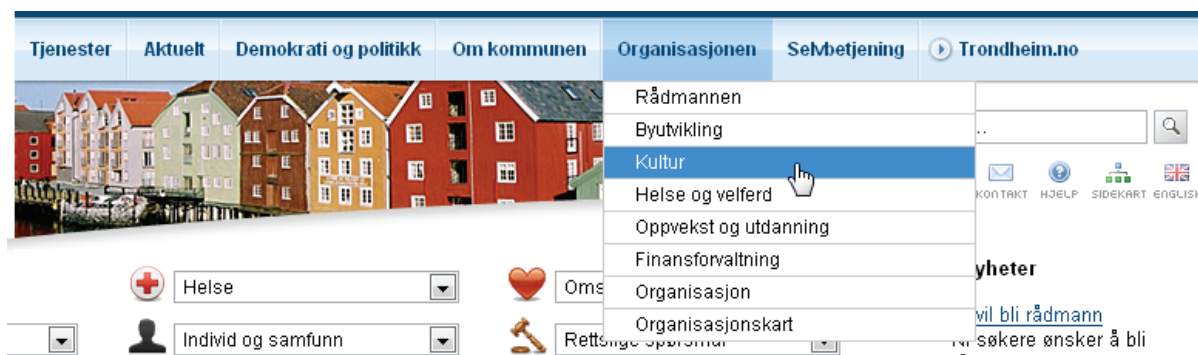 Tjenester Aktuelt Demokrati og politikk Om kommunen Organisasjonen Selvbetjening Trondheim.no
Rådmannen
Byutvikling
..
Kultur
Helse og velferd
KONTAKT HJELP SIDEKART ENGLISH
Oppvekst og utdanning
Finansforvaltning
yheter
Helse Oms Organisasjon
vil bli rådmann
Organisasjonskart
Individ og samfunn
søkere ønsker å bli